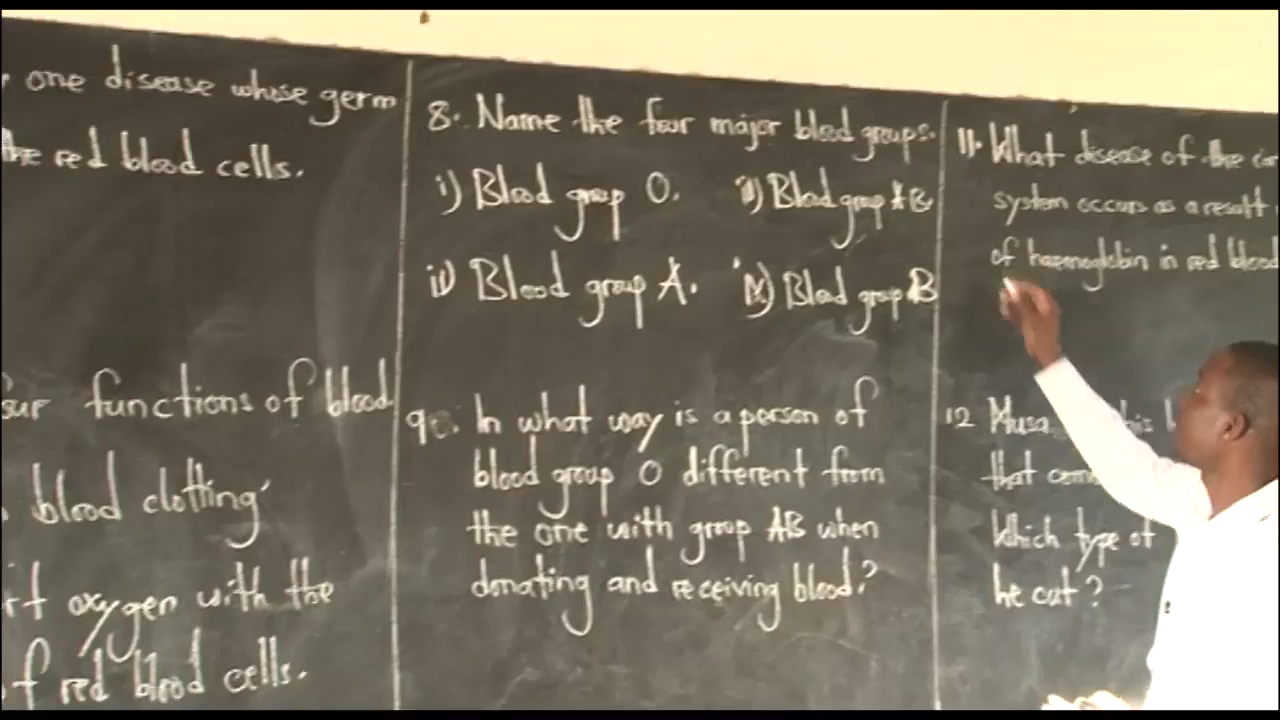 one disease whose germ
the red blood cells.
four functions of blood.
blood clotting.
oxygen with the
of red blood cells.
8. Name the four major blood groups.
i) Blood group O. iii) Blood group AB.
ii) Blood group A. iv) Blood group B
9. In what way is a person of
blood group O different from
the one with group AB when
donating and receiving blood?
11. What disease of the
system occurs as a result
of haemoglobin in red blood
12 Musa his
that
Which type of
he cut?